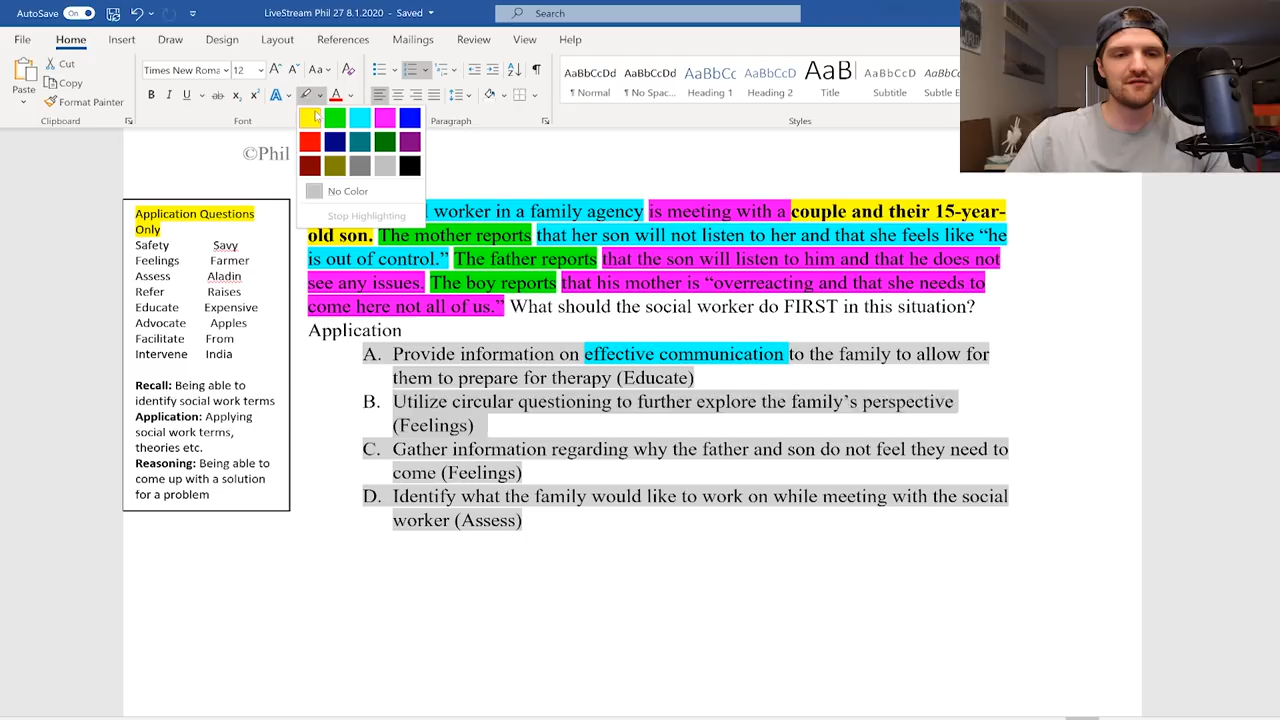 AutoSave On LiveStream Phil 27 8.1.2020 - Saved Search
File Home Insert Draw Design Layout References Mailings Review View Help
Paste Cut
Copy
Format Painter
Times New Roma 12 Aa
B I U ab x₂ x² A A
AaBbCcDd AaBbCcDd AaBbCc AaBbCcD AaB AaBbCcD AaBbCcD
¶ Normal ¶ No Spac... Heading 1 Heading 2 Title Subtitle Subtle E
Clipboard Font Paragraph Styles
No Color
Stop Highlighting
©Phil
Application Questions
Only
Safety Savy
Feelings Farmer
Assess Aladin
Refer Raises
Educate Expensive
Advocate Apples
Facilitate From
Intervene India
Recall: Being able to
identify social work terms
Application: Applying
social work terms,
theories etc.
Reasoning: Being able to
come up with a solution
for a problem
worker in a family agency is meeting with a couple and their 15-year-
old son. The mother reports that her son will not listen to her and that she feels like “he
is out of control.” The father reports that the son will listen to him and that he does not
see any issues. The boy reports that his mother is “overreacting and that she needs to
come here not all of us.” What should the social worker do FIRST in this situation?
Application
A. Provide information on effective communication to the family to allow for
them to prepare for therapy (Educate)
B. Utilize circular questioning to further explore the family’s perspective
(Feelings)
C. Gather information regarding why the father and son do not feel they need to
come (Feelings)
D. Identify what the family would like to work on while meeting with the social
worker (Assess)